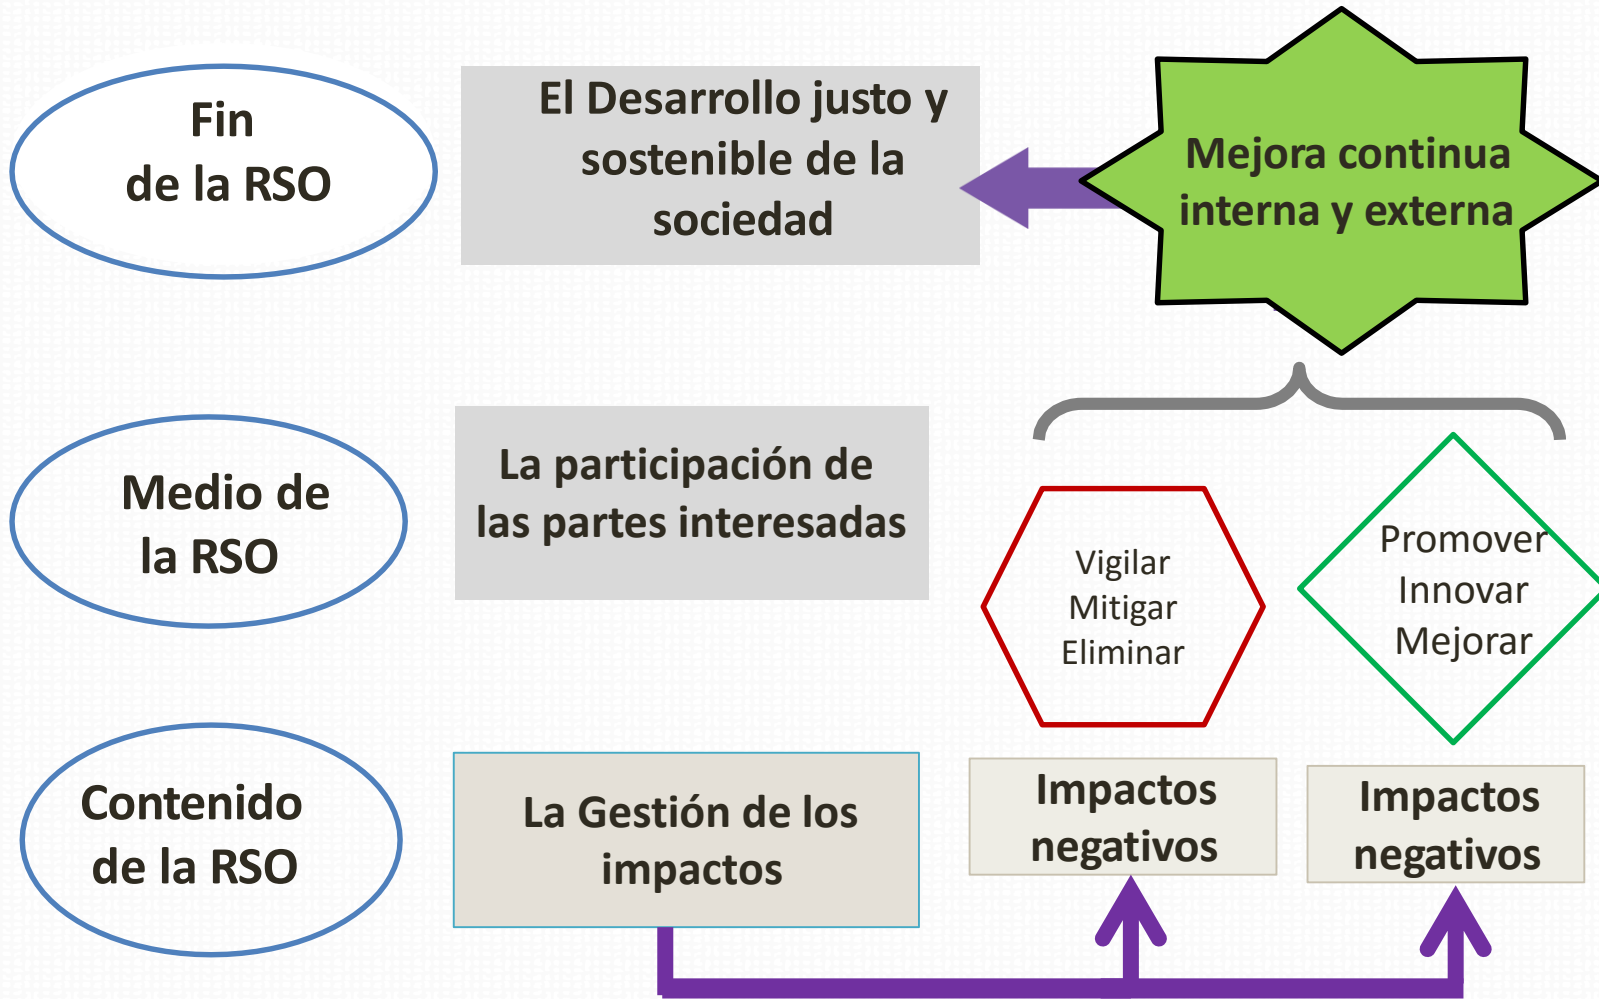 Fin
de la RSO
El Desarrollo justo y
sostenible de la
sociedad
Mejora continua
interna y externa
Medio de
la RSO
La participación de
las partes interesadas
Vigilar
Mitigar
Eliminar
Promover
Innovar
Mejorar
Contenido
de la RSO
La Gestión de los
impactos
Impactos
negativos
Impactos
negativos